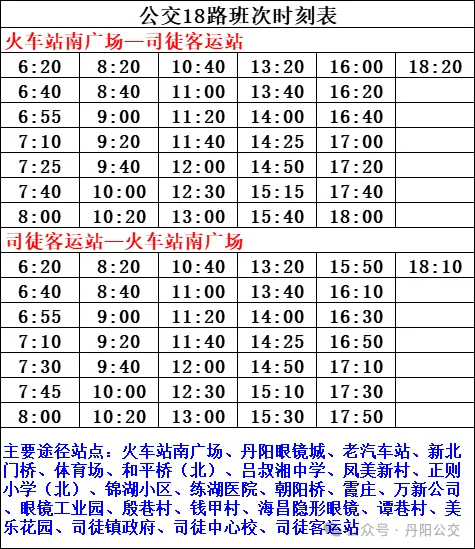 公交18路班次时刻表
火车站南广场—司徒客运站
6:20 8:20 10:40 13:20 16:00 18:20
6:40 8:40 11:00 13:40 16:20
6:55 9:00 11:20 14:00 16:40
7:10 9:20 11:40 14:25 17:00
7:25 9:40 12:00 14:50 17:20
7:40 10:00 12:30 15:15 17:40
8:00 10:20 13:00 15:40 18:00
司徒客运站—火车站南广场
6:20 8:20 10:40 13:20 15:50 18:10
6:40 8:40 11:00 13:40 16:10
6:55 9:00 11:20 14:00 16:30
7:10 9:20 11:40 14:25 16:50
7:30 9:40 12:00 14:50 17:10
7:45 10:00 12:30 15:10 17:30
8:00 10:20 13:00 15:30 17:50
主要途径站点：火车站南广场、丹阳眼镜城、老汽车站、新北
门桥、体育场、和平桥（北）、吕叔湘中学、凤美新村、正则
小学（北）、锦湖小区、练湖医院、朝阳桥、霞庄、万新公司
、眼镜工业园、殷巷村、钱甲村、海昌隐形眼镜、谭巷村、美
乐花园、司徒镇政府、司徒中心校、司徒客运站
公众号 · 丹阳公交